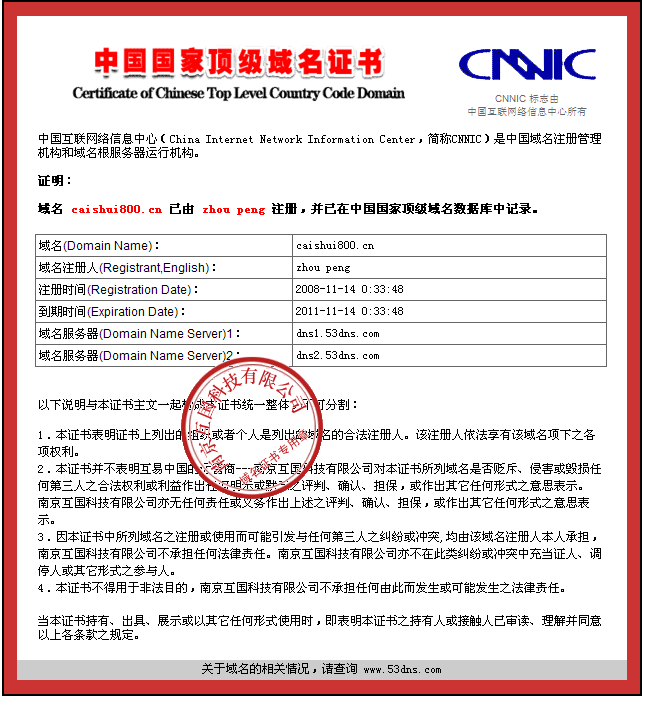 中国国家顶级域名证书
Certificate of Chinese Top Level Country Code Domain
CNNIC
CNNIC 标志由
中国互联网络信息中心所有
中国互联网络信息中心（China Internet Network Information Center，简称CNNIC）是中国域名注册管理
机构和域名根服务器运行机构。
证明：
域名 caishui800.cn 已由 zhou peng 注册，并已在中国国家顶级域名数据库中记录。
域名(Domain Name)： caishui800.cn
域名注册人(Registrant,English)： zhou peng
注册时间(Registration Date)： 2008-11-14 0:33:48
到期时间(Expiration Date)： 2011-11-14 0:33:48
域名服务器(Domain Name Server)1： dns1.53dns.com
域名服务器(Domain Name Server)2： dns2.53dns.com
以下说明与本证书主文一起构成本证书统一整体 不可分割：
1．本证书表明证书上列出的组织或者个人是列出的域名的合法注册人。该注册人依法享有该域名项下之各
项权利。
2．本证书并不表明互易中国的 南京互国科技有限公司对本证书所列域名是否贬斥、侵害或毁损任
何第三人之合法权利或利益作出任何明示或默示之评判、确认、担保，或作出其它任何形式之意思表示。
南京互国科技有限公司亦无任何责任或义务作出上述之评判、确认、担保，或作出其它任何形式之意思表
示。
3．因本证书中所列域名之注册或使用而可能引发与任何第三人之纠纷或冲突,均由该域名注册人本人承担，
南京互国科技有限公司不承担任何法律责任。南京互国科技有限公司亦不在此类纠纷或冲突中充当证人、调
停人或其它形式之参与人。
4．本证书不得用于非法目的，南京互国科技有限公司不承担任何由此而发生或可能发生之法律责任。
当本证书持有、出具、展示或以其它任何形式使用时，即表明本证书之持有人或接触人已审读、理解并同意
以上各条款之规定。
南京互国科技有限公司
域名证书专用章
关于域名的相关情况，请查询 www.53dns.com